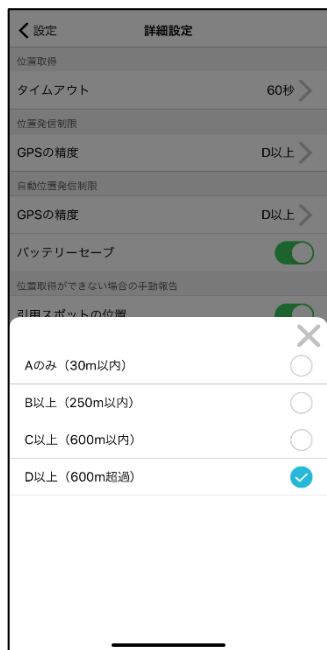 設定
詳細設定
位置取得
タイムアウト 60秒
位置発信制限
GPSの精度 D以上
自動位置発信制限
GPSの精度 D以上
バッテリーセーブ
位置取得ができない場合の手動報告
引用スポットの位置
Aのみ（30m以内）
B以上（250m以内）
C以上（600m以内）
D以上（600m超過）